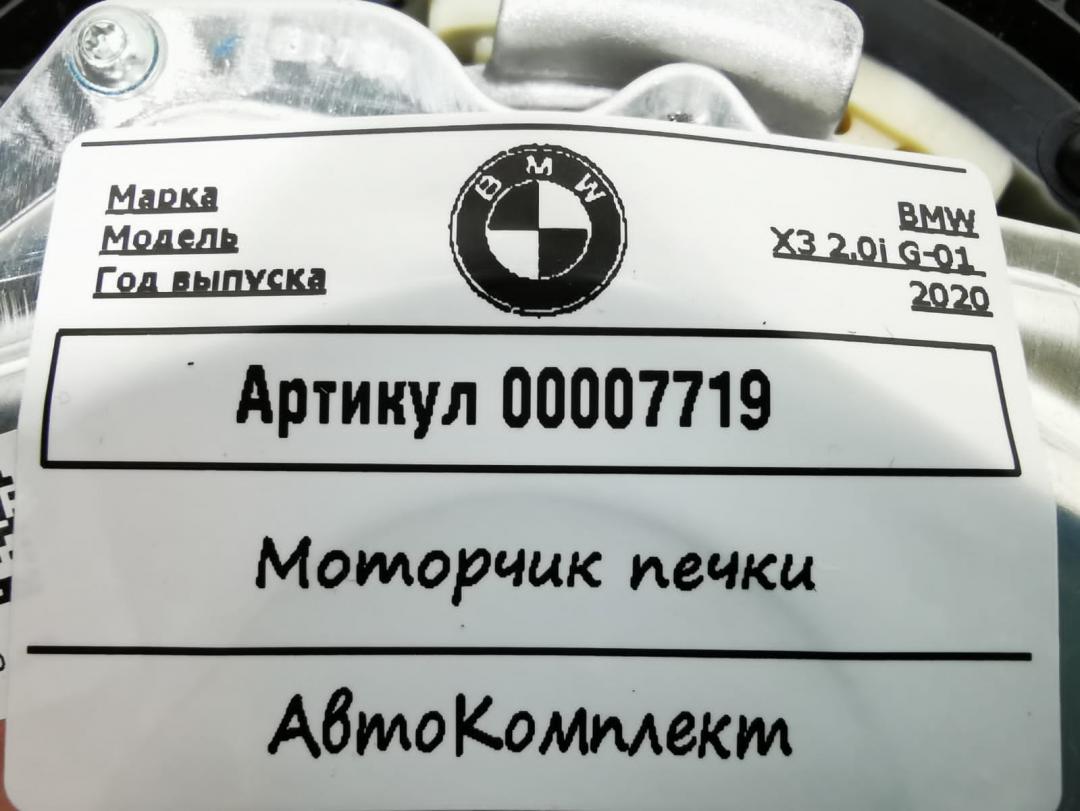 Марка
BMW
Модель
X3 2.0i G-01
Год выпуска
2020
BMW
Артикул 00007719
Моторчик печки
АвтоКомплект